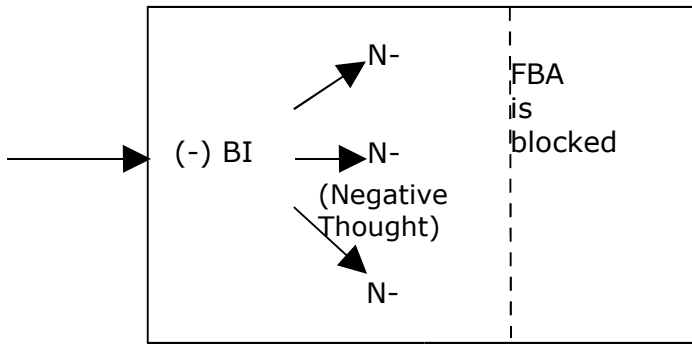 N-
FBA
is
blocked
(-) BI
N-
(Negative
Thought)
N-